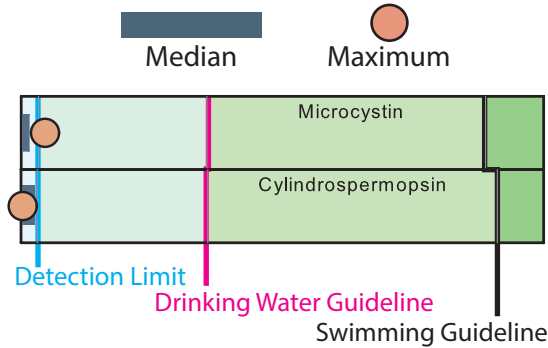 Median
Maximum
Microcystin
Cylindrospermopsin
Detection Limit
Drinking Water Guideline
Swimming Guideline